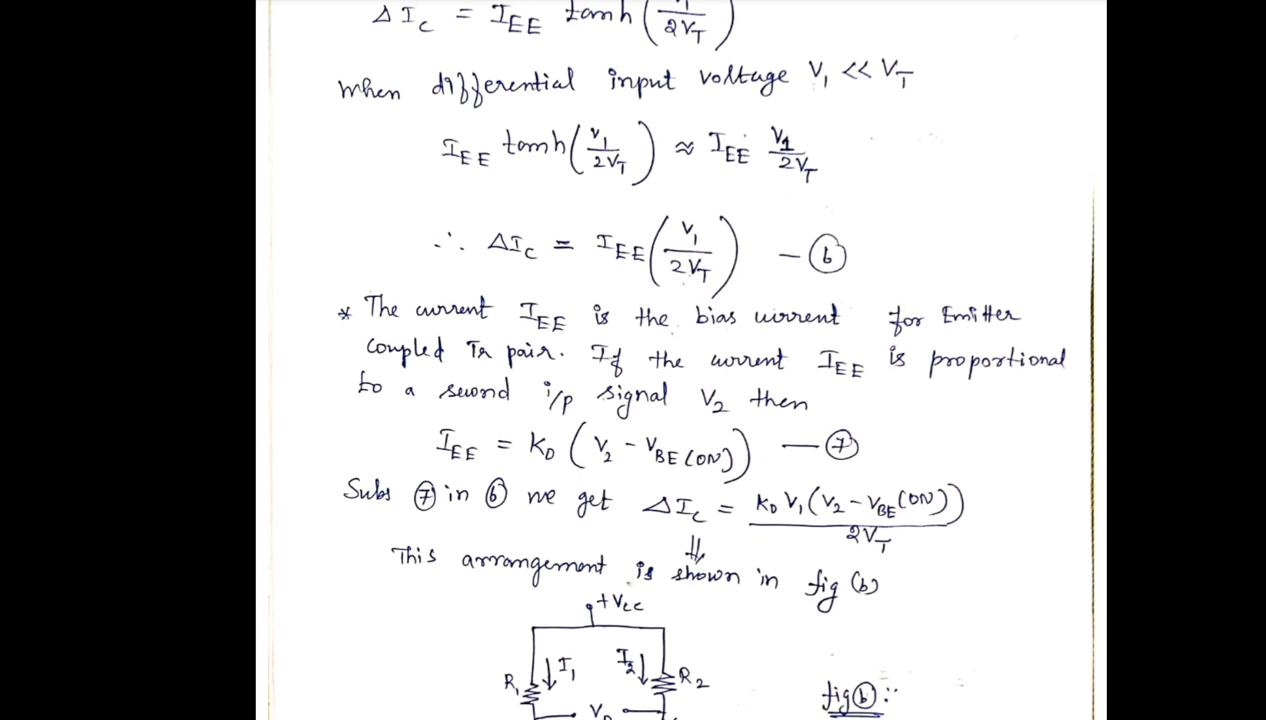 Δ I_C = I_EE tanh (V_1/2V_T)
When differential input voltage V_1 << V_T
I_EE tanh (V_1/2V_T) ≈ I_EE V_1/2V_T
∴ ΔI_C = I_EE (V_1/2V_T) — ⑥
* The current I_EE is the bias current for Emitter
coupled Tr pair. If the current I_EE is proportional
to a second i/p signal V_2 then
I_EE = K_0 (V_2 - V_BE(ON)) — ⑦
Subs ⑦ in ⑥ we get ΔI_C = K_0 V_1 (V_2 - V_BE(ON))/2V_T
⇓
This arrangement is shown in fig (b)
+V_CC
R_1 ↓ I_1 I_2 ↓ R_2
fig ⓑ :-